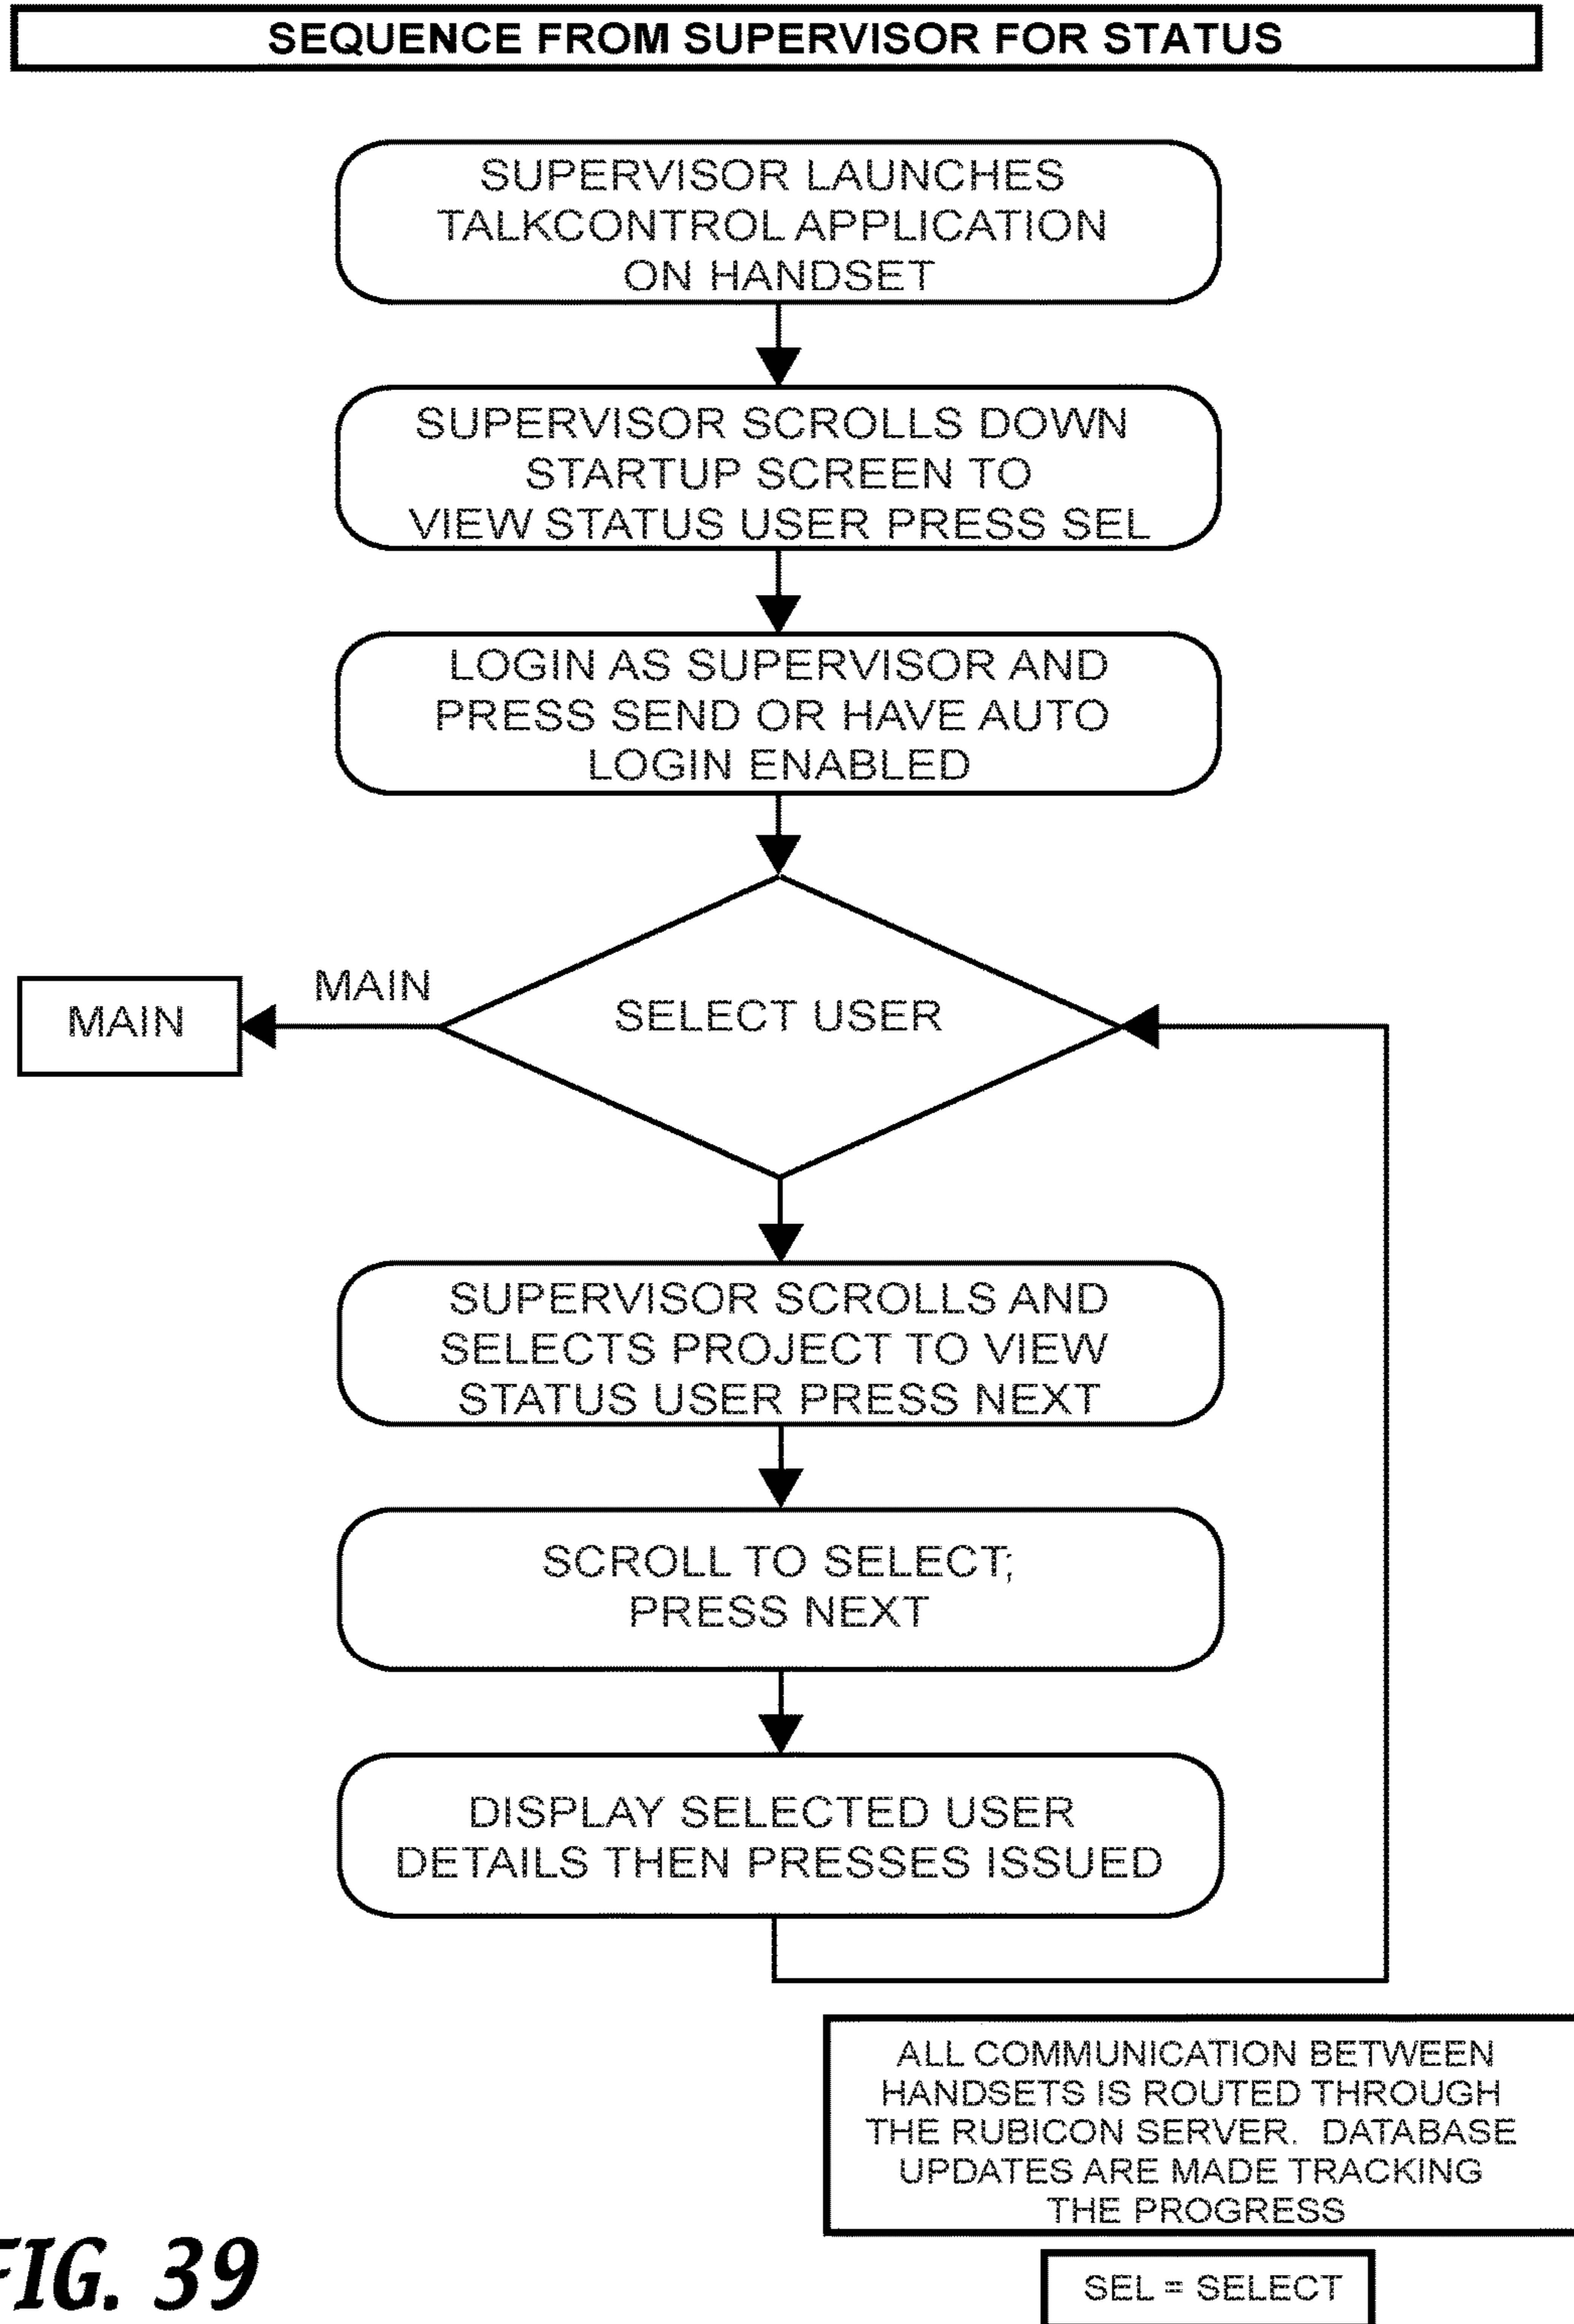 SEQUENCE FROM SUPERVISOR FOR STATUS
SUPERVISOR LAUNCHES
TALKCONTROL APPLICATION
ON HANDSET
SUPERVISOR SCROLLS DOWN
STARTUP SCREEN TO
VIEW STATUS USER PRESS SEL
LOGIN AS SUPERVISOR AND
PRESS SEND OR HAVE AUTO
LOGIN ENABLED
MAIN
MAIN
SELECT USER
SUPERVISOR SCROLLS AND
SELECTS PROJECT TO VIEW
STATUS USER PRESS NEXT
SCROLL TO SELECT;
PRESS NEXT
DISPLAY SELECTED USER
DETAILS THEN PRESSES ISSUED
ALL COMMUNICATION BETWEEN
HANDSETS IS ROUTED THROUGH
THE RUBICON SERVER.  DATABASE
UPDATES ARE MADE TRACKING
THE PROGRESS
SEL = SELECT
FIG. 39